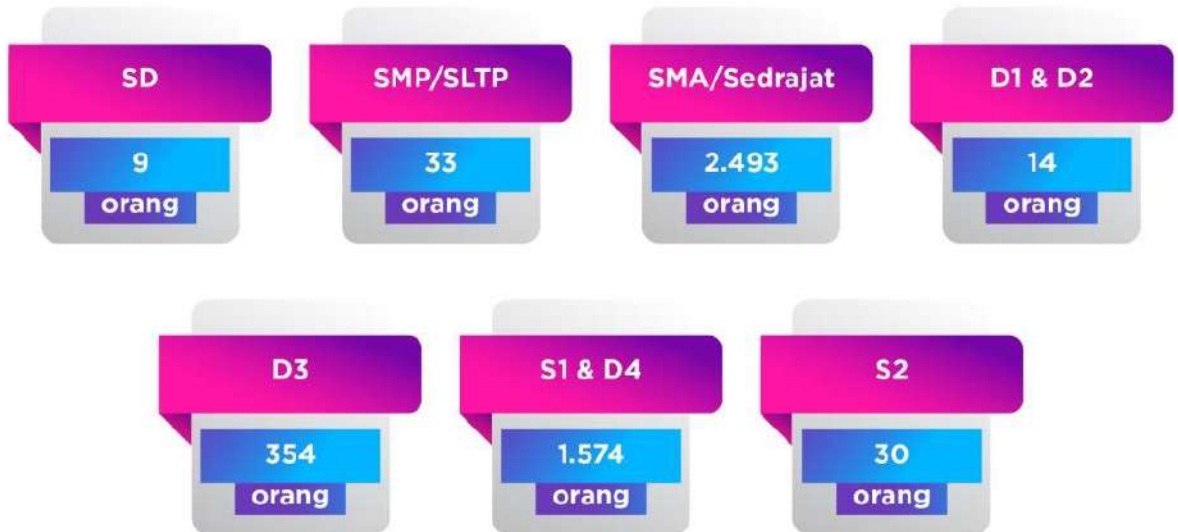 SD
9
orang
SMP/SLTP
33
orang
SMA/Sedrajat
2.493
orang
D1 & D2
14
orang
D3
354
orang
S1 & D4
1.574
orang
S2
30
orang